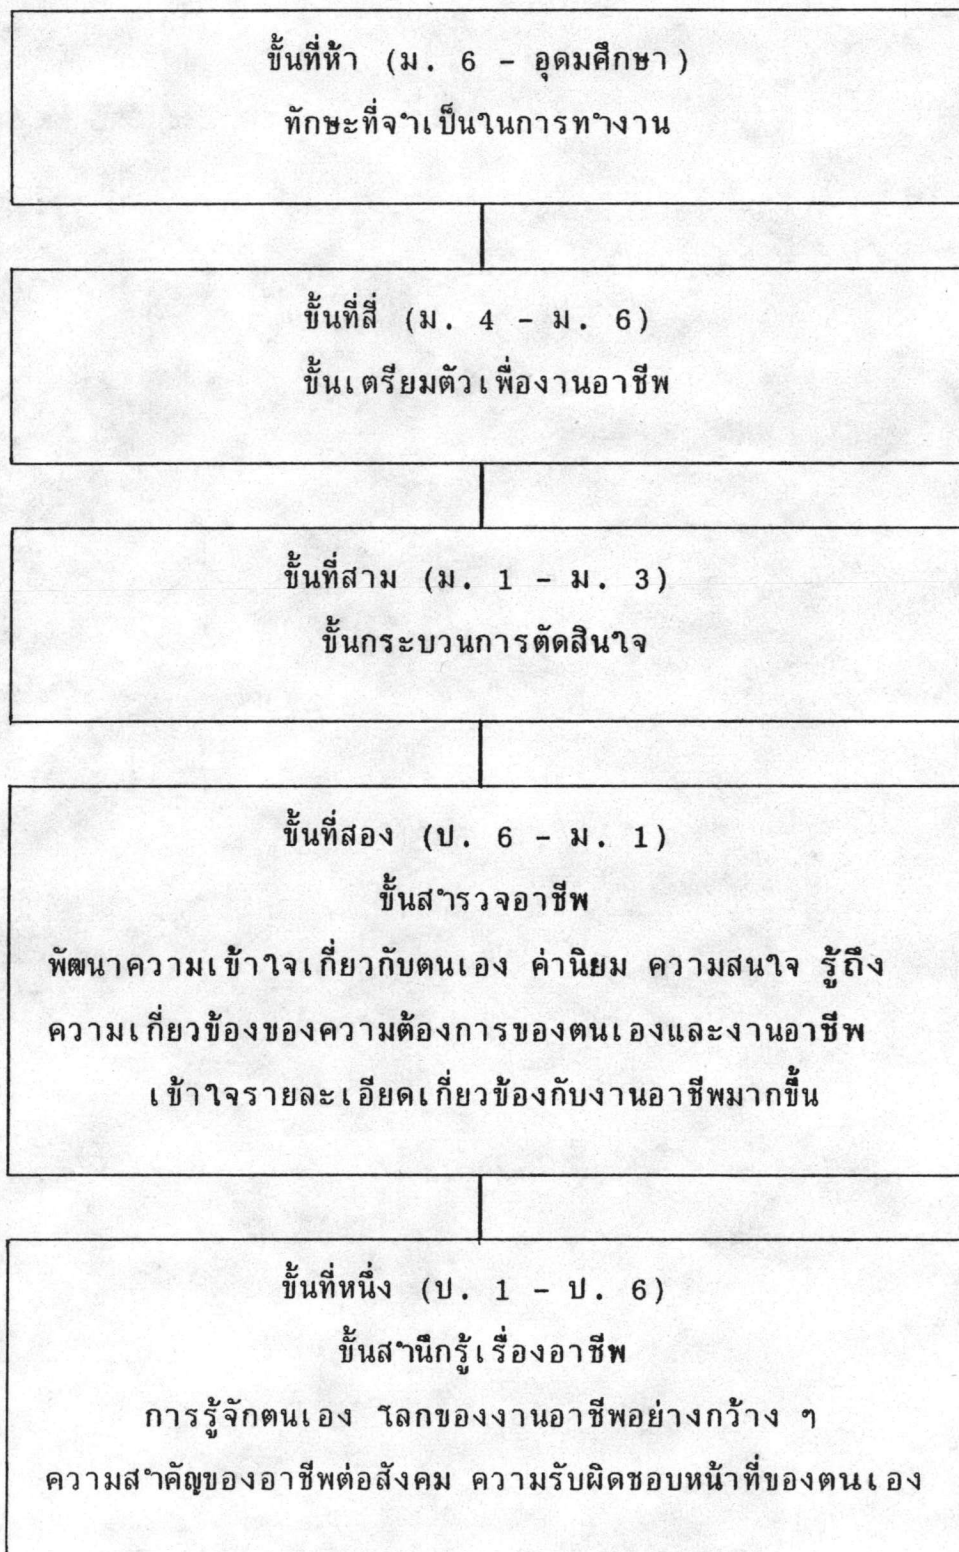 ขั้นที่ห้า (ม. 6 - อุดมศึกษา)
ทักษะที่จำเป็นในการทำงาน
ขั้นที่สี่ (ม. 4 - ม. 6)
ขั้นเตรียมตัวเพื่องานอาชีพ
ขั้นที่สาม (ม. 1 - ม. 3)
ขั้นกระบวนการตัดสินใจ
ขั้นที่สอง (ป. 6 - ม. 1)
ขั้นสำรวจอาชีพ
พัฒนาความเข้าใจเกี่ยวกับตนเอง ค่านิยม ความสนใจ รู้ถึง
ความเกี่ยวข้องของความต้องการของตนเองและงานอาชีพ
เข้าใจรายละเอียดเกี่ยวข้องกับงานอาชีพมากขึ้น
ขั้นที่หนึ่ง (ป. 1 - ป. 6)
ขั้นสำนึกรู้เรื่องอาชีพ
การรู้จักตนเอง โลกของงานอาชีพอย่างกว้าง ๆ
ความสำคัญของอาชีพต่อสังคม ความรับผิดชอบหน้าที่ของตนเอง